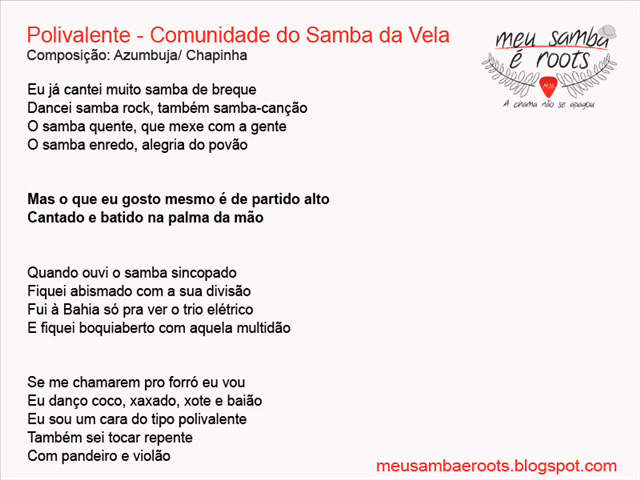 Polivalente - Comunidade do Samba da Vela
Composição: Azumbuja/ Chapinha
meu samba
é roots
MSR
A chama não se apagou
Eu já cantei muito samba de breque
Dancei samba rock, também samba-canção
O samba quente, que mexe com a gente
O samba enredo, alegria do povão
Mas o que eu gosto mesmo é de partido alto
Cantado e batido na palma da mão
Quando ouvi o samba sincopado
Fiquei abismado com a sua divisão
Fui à Bahia só pra ver o trio elétrico
E fiquei boquiaberto com aquela multidão
Se me chamarem pro forró eu vou
Eu danço coco, xaxado, xote e baião
Eu sou um cara do tipo polivalente
Também sei tocar repente
Com pandeiro e violão
meusambaeroots.blogspot.com